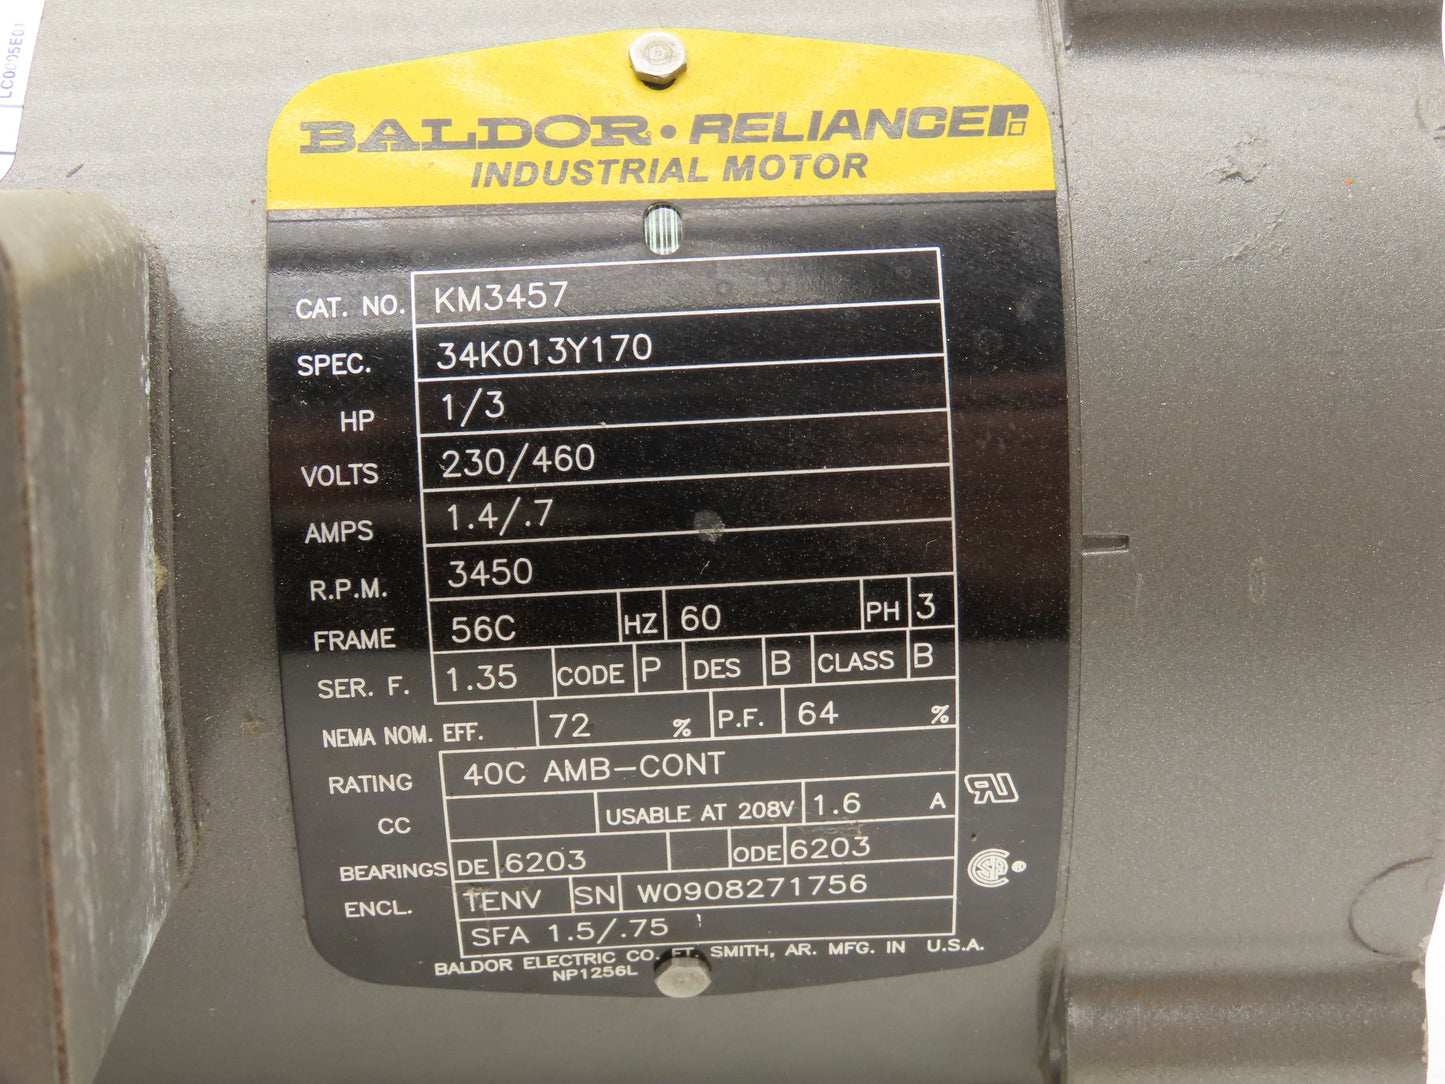 LC0005E01
BALDOR • RELIANCER
INDUSTRIAL MOTOR
CAT. NO. KM3457
SPEC. 34K013Y170
HP 1/3
VOLTS 230/460
AMPS 1.4/.7
R.P.M. 3450
FRAME 56C HZ 60 PH 3
SER. F. 1.35 CODE P DES B CLASS B
NEMA NOM. EFF. 72 % P.F. 64 %
RATING 40C AMB-CONT
CC USABLE AT 208V 1.6 A
BEARINGS DE 6203 ODE 6203
ENCL. TENV SN W0908271756
SFA 1.5/.75
BALDOR ELECTRIC CO. FT. SMITH, AR. MFG. IN U.S.A.
NP1256L